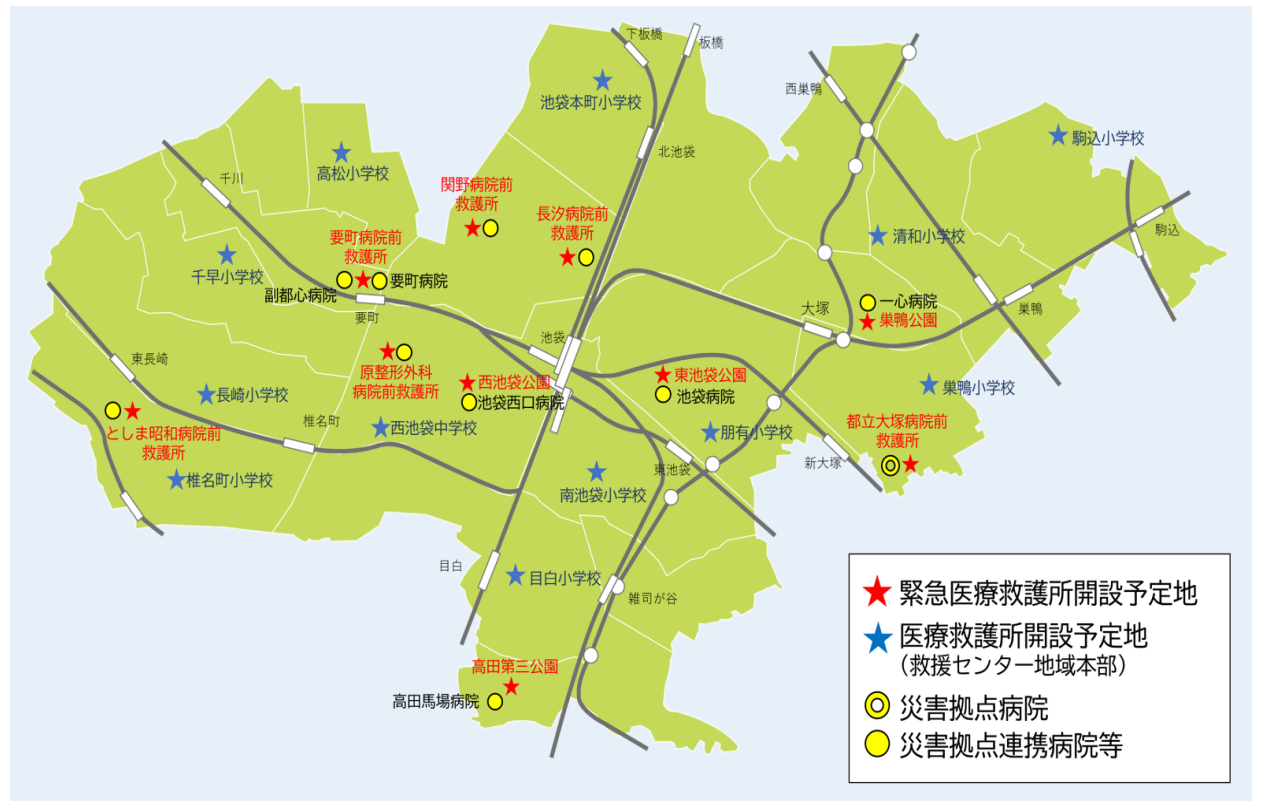 下板橋
板橋
池袋本町小学校
北池袋
西巣鴨
駒込小学校
駒込
高松小学校
千川
関野病院前
救護所
長汐病院前
救護所
清和小学校
要町病院前
救護所
千早小学校
副都心病院
要町病院
要町
一心病院
巣鴨公園
大塚
巣鴨
池袋
東長崎
原整形外科
病院前救護所
西池袋公園
池袋西口病院
東池袋公園
池袋病院
巣鴨小学校
長崎小学校
椎名町
西池袋中学校
朋有小学校
都立大塚病院前
救護所
としま昭和病院前
救護所
椎名町小学校
東池袋
新大塚
南池袋小学校
目白
目白小学校
雑司が谷
高田第三公園
高田馬場病院
緊急医療救護所開設予定地
医療救護所開設予定地
(救援センター地域本部)
災害拠点病院
災害拠点連携病院等